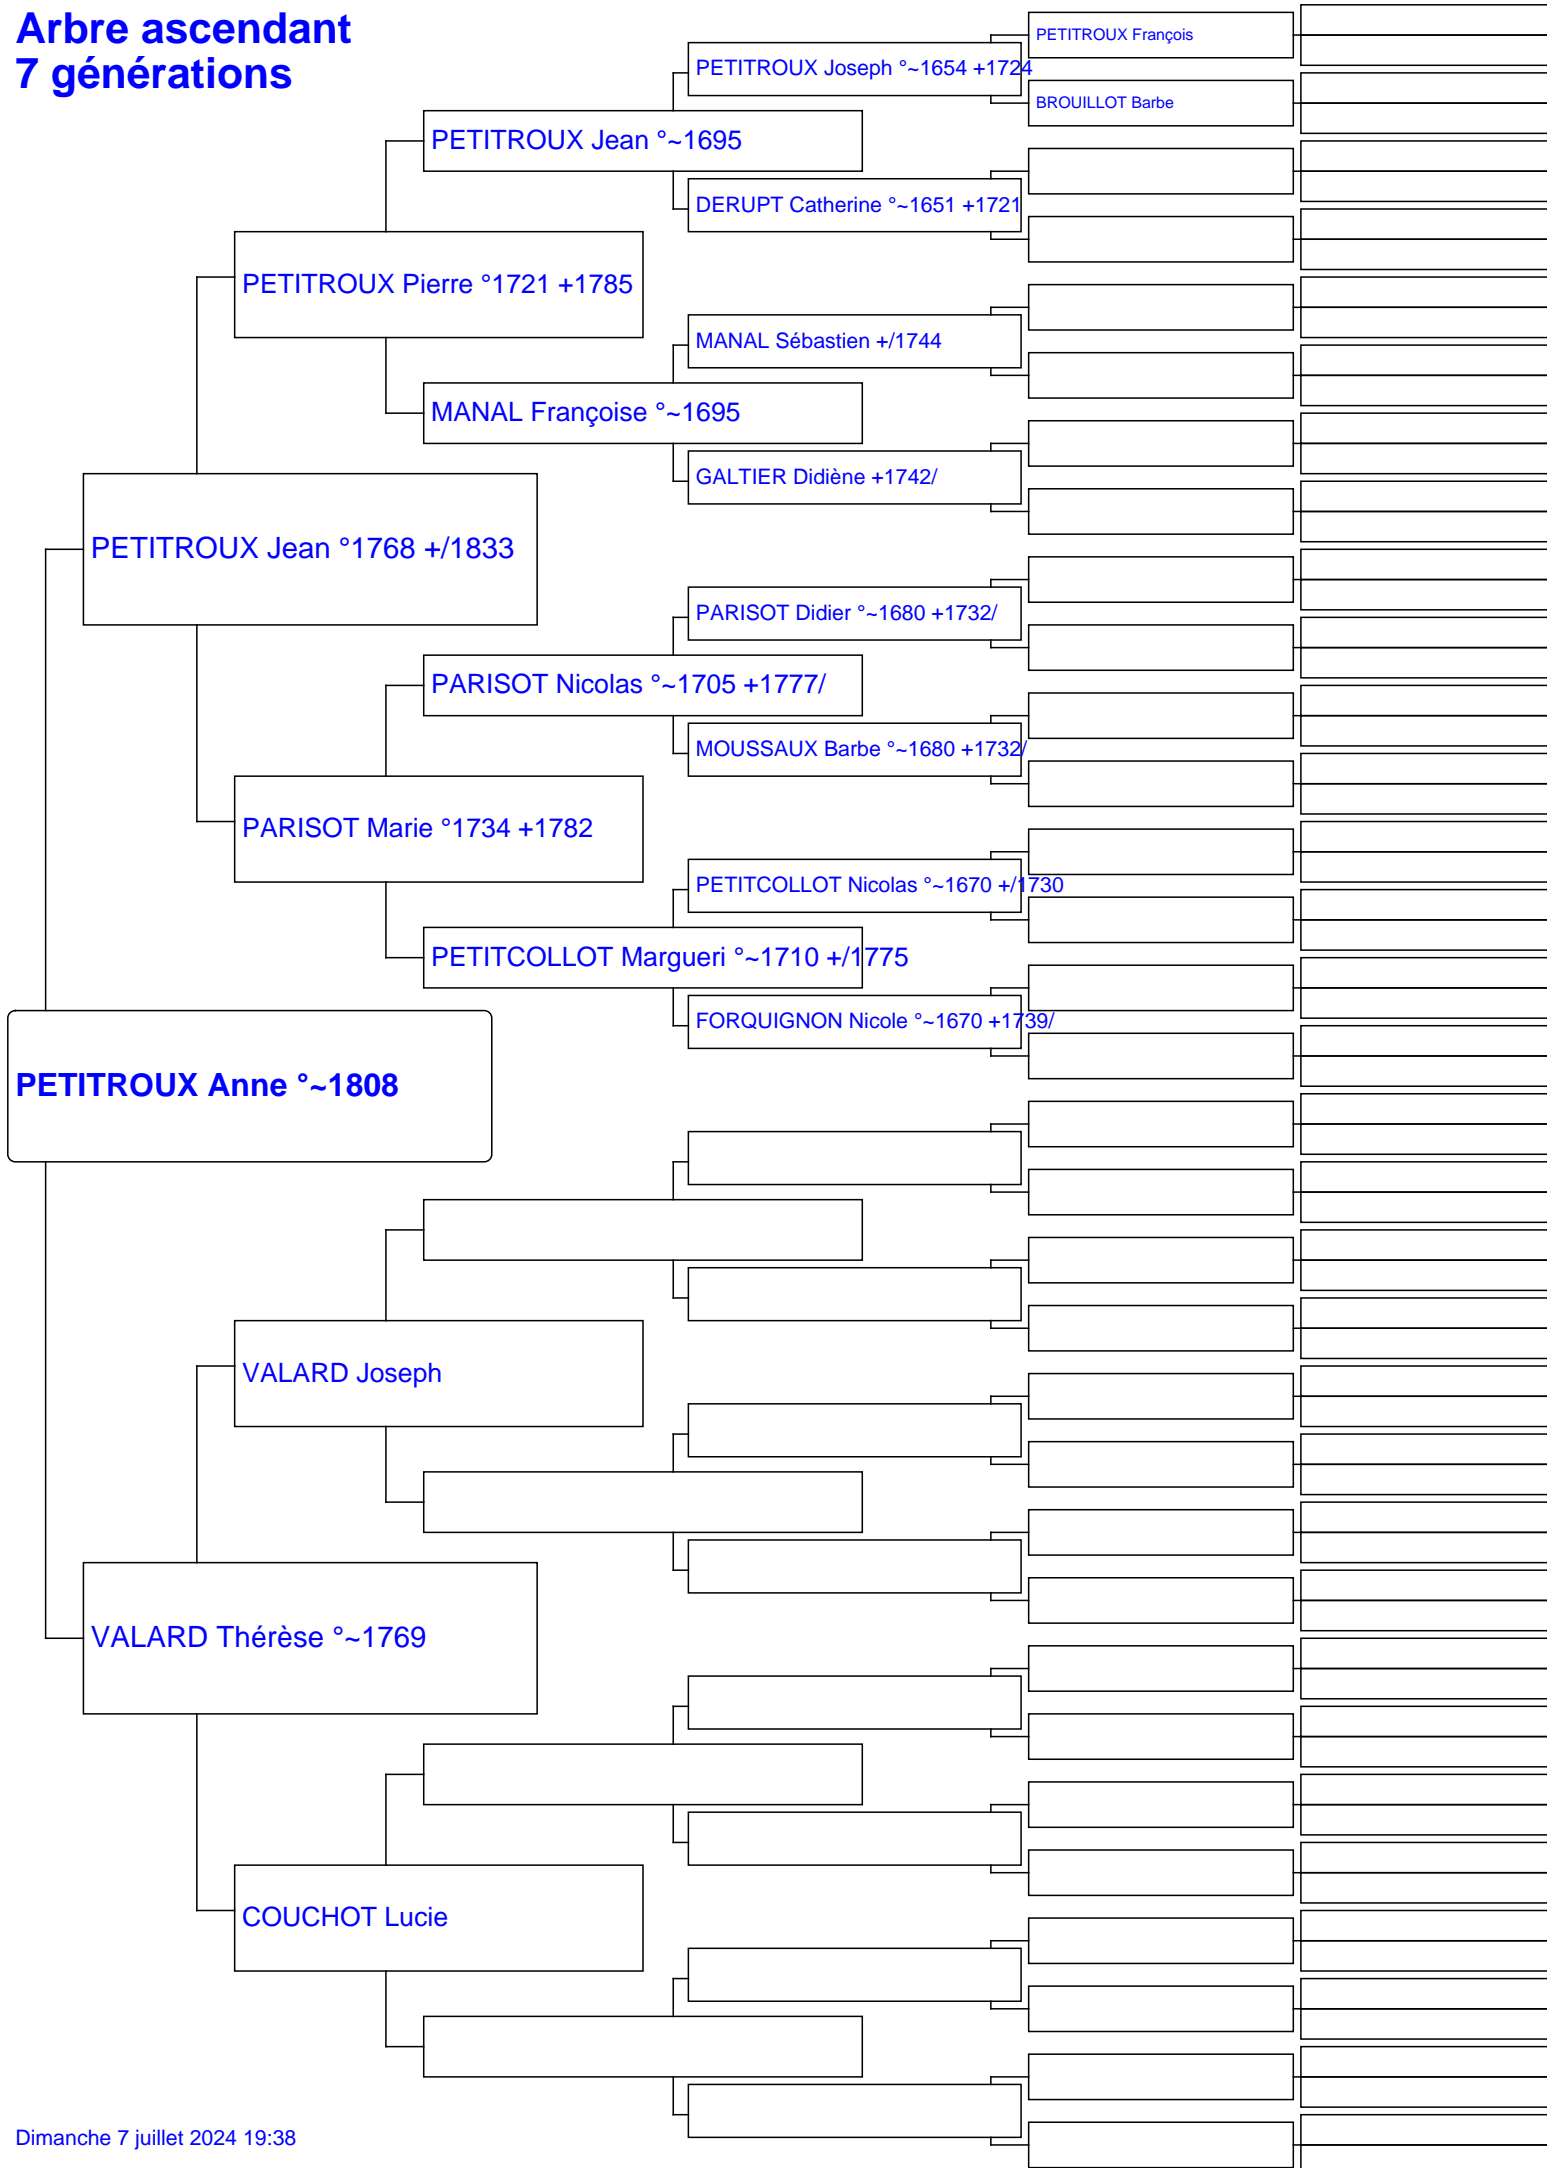 Arbre ascendant
7 générations
PETITROUX François
PETITROUX Joseph °~1654 +1724
BROUILLOT Barbe
PETITROUX Jean °~1695
DERUPT Catherine °~1651 +1721
PETITROUX Pierre °1721 +1785
MANAL Sébastien +/1744
MANAL Françoise °~1695
GALTIER Didiène +1742/
PETITROUX Jean °1768 +/1833
PARISOT Didier °~1680 +1732/
PARISOT Nicolas °~1705 +1777/
MOUSSAUX Barbe °~1680 +1732/
PARISOT Marie °1734 +1782
PETITCOLLOT Nicolas °~1670 +/1730
PETITCOLLOT Margueri °~1710 +/1775
FORQUIGNON Nicole °~1670 +1739/
PETITROUX Anne °~1808
VALARD Joseph
VALARD Thérèse °~1769
COUCHOT Lucie
Dimanche 7 juillet 2024 19:38